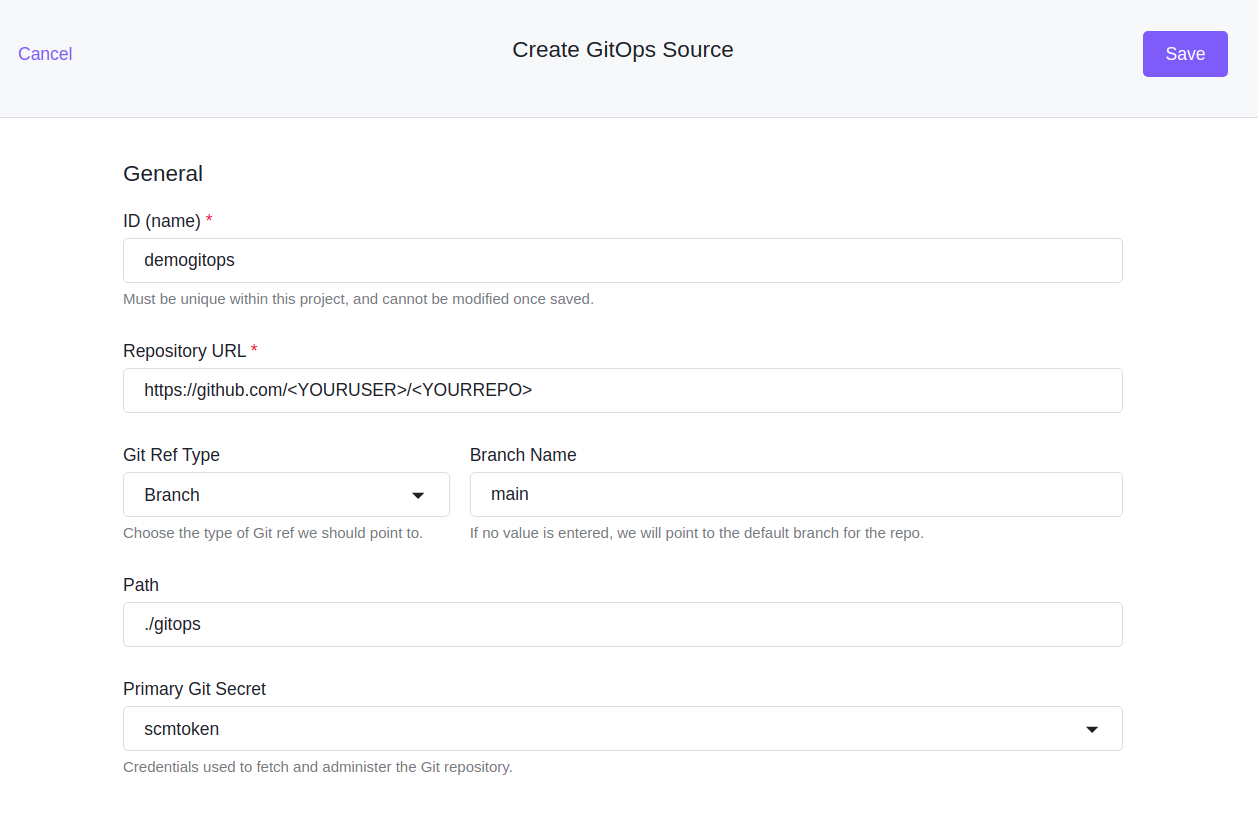 Cancel
Create GitOps Source
Save
General
ID (name) *
demogitops
Must be unique within this project, and cannot be modified once saved.
Repository URL *
https://github.com/<YOURUSER>/<YOURREPO>
Git Ref Type
Branch Name
Branch
main
Choose the type of Git ref we should point to.
If no value is entered, we will point to the default branch for the repo.
Path
./gitops
Primary Git Secret
scmtoken
Credentials used to fetch and administer the Git repository.